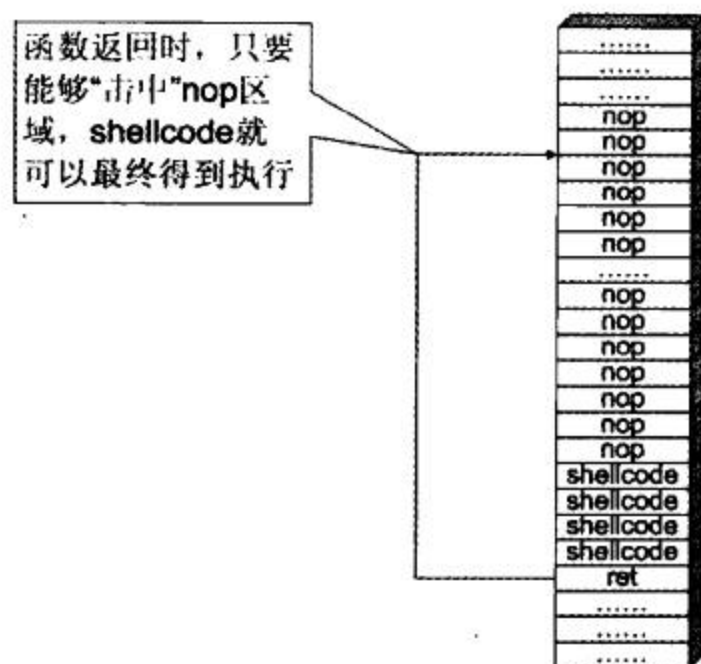 函数返回时，只要
能够“击中”nop区
域，shellcode就
可以最终得到执行
......
......
......
nop
nop
nop
nop
nop
nop
......
nop
nop
nop
nop
nop
nop
nop
shellcode
shellcode
shellcode
shellcode
ret
......
......
......